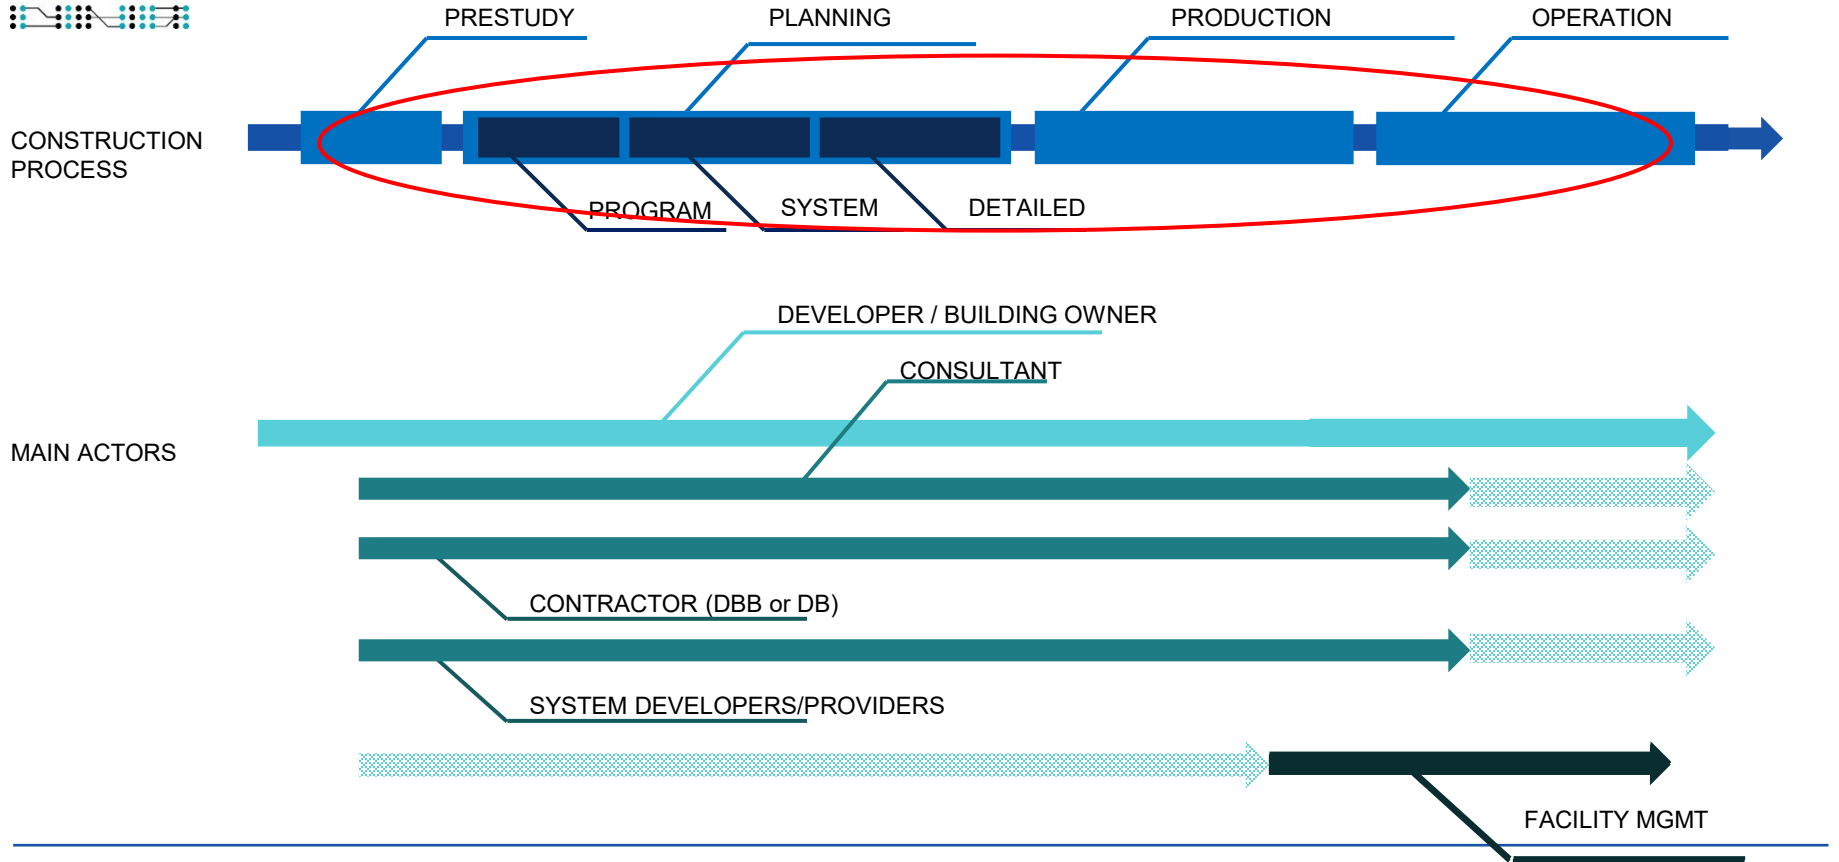 PRESTUDY
PLANNING
PRODUCTION
OPERATION
CONSTRUCTION
PROCESS
PROGRAM
SYSTEM
DETAILED
DEVELOPER / BUILDING OWNER
CONSULTANT
MAIN ACTORS
CONTRACTOR (DBB or DB)
SYSTEM DEVELOPERS/PROVIDERS
FACILITY MGMT